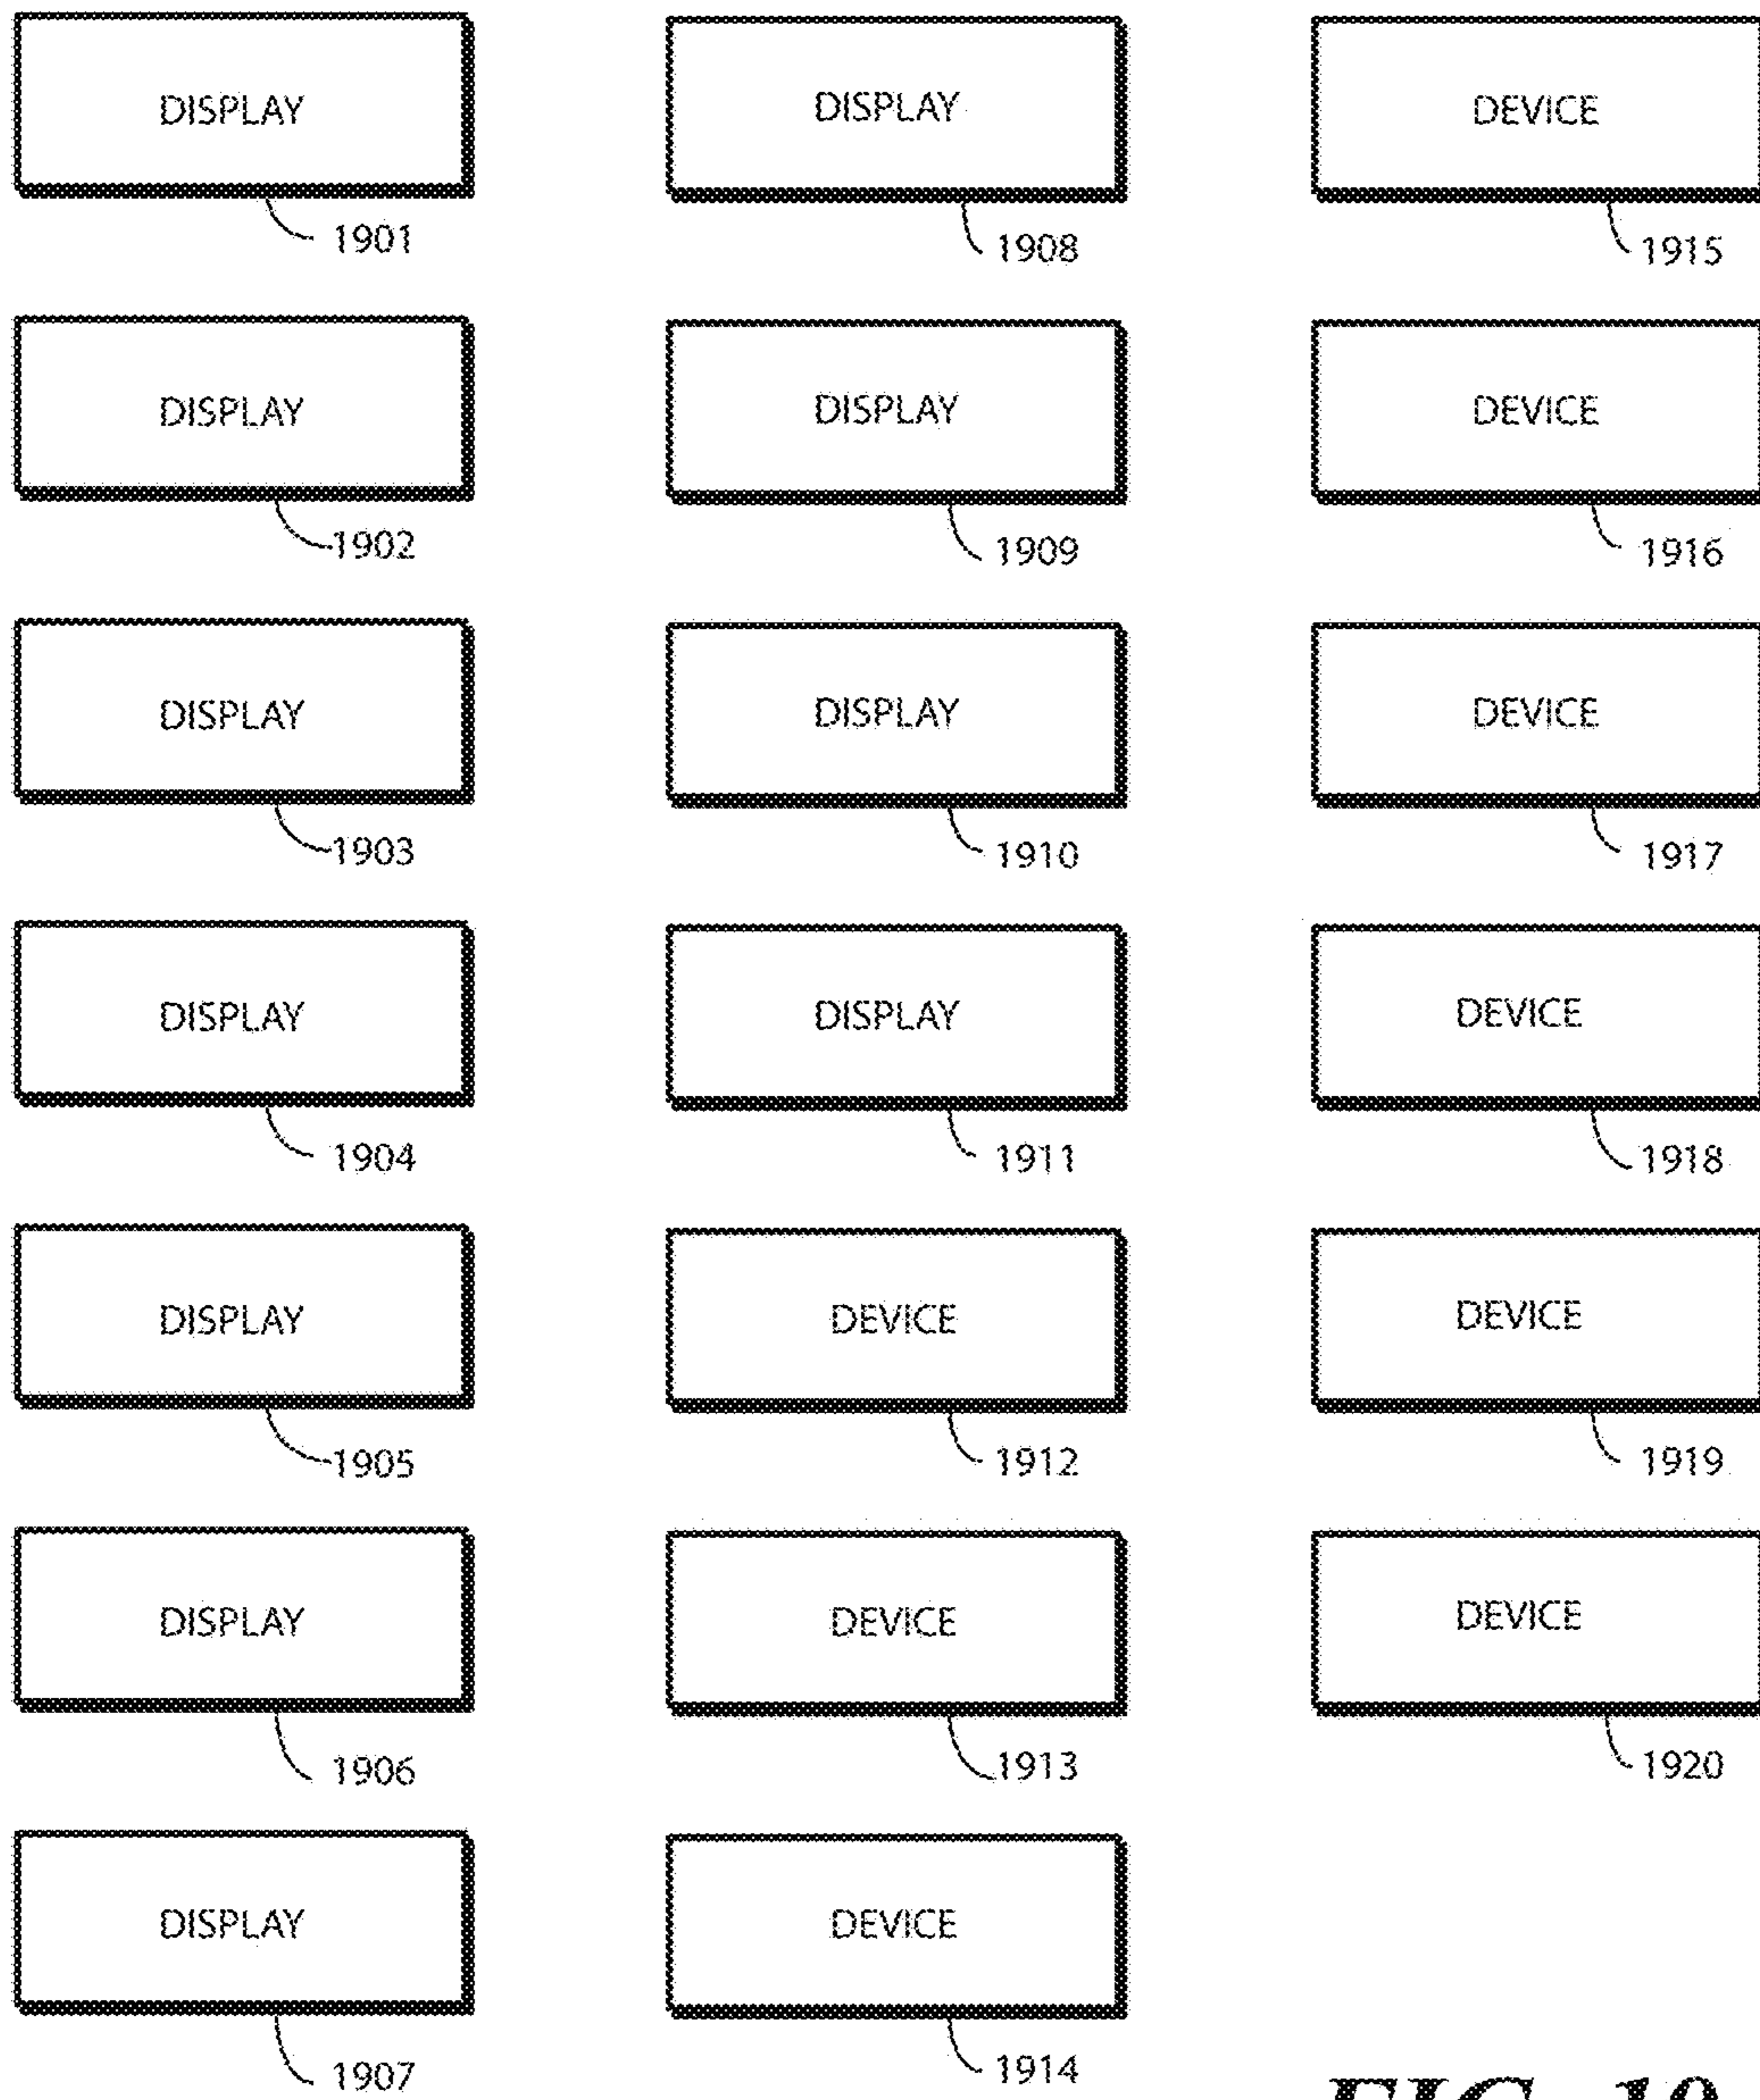 DISPLAY
1901
DISPLAY
1902
DISPLAY
1903
DISPLAY
1904
DISPLAY
1905
DISPLAY
1906
DISPLAY
1907
DISPLAY
1908
DISPLAY
1909
DISPLAY
1910
DISPLAY
1911
DEVICE
1912
DEVICE
1913
DEVICE
1914
DEVICE
1915
DEVICE
1916
DEVICE
1917
DEVICE
1918
DEVICE
1919
DEVICE
1920
FIG. 19